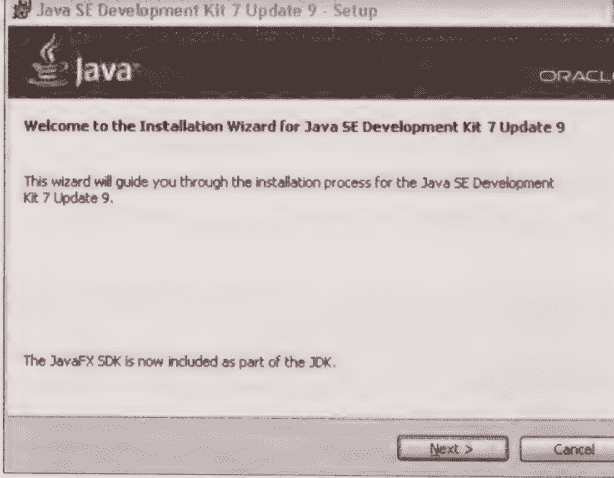 Java SE Development Kit 7 Update 9 - Setup
Java
ORACL
Welcome to the Installation Wizard for Java SE Development Kit 7 Update 9
This wizard will guide you through the installation process for the Java SE Development
Kit 7 Update 9.
The JavaFX SDK is now included as part of the JDK.
Next >
Cancel